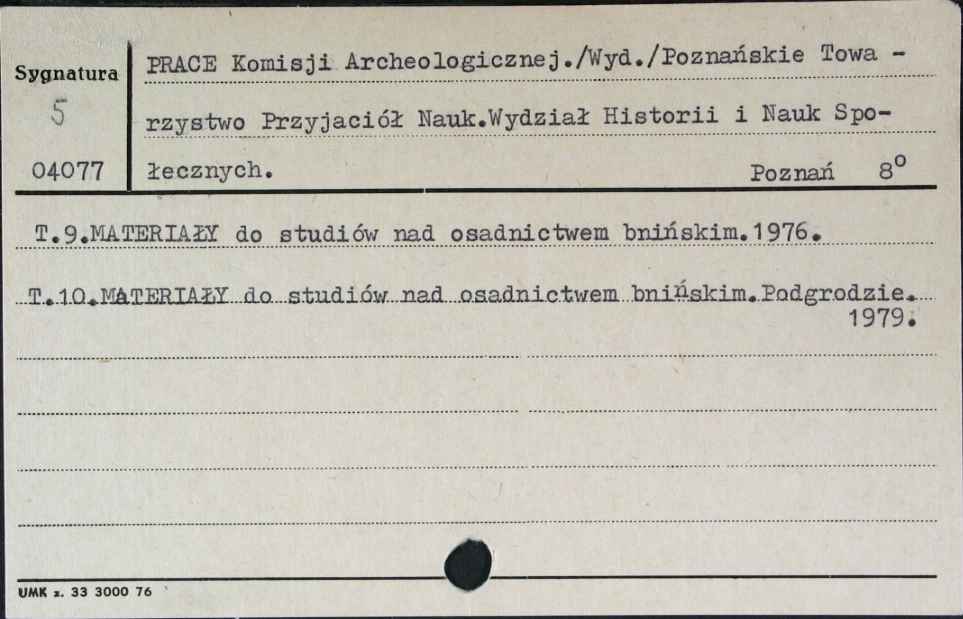 Sygnatura
5
04077
PRACE Komisji Archeologicznej./Wyd./Poznańskie Towa -
rzystwo Przyjaciół Nauk.Wydział Historii i Nauk Spo-
łecznych. Poznań 8°
T.9.MATERIAŁY do studiów nad osadnictwem bnińskim.1976.
T.10.MATERIAŁY do studiów nad osadnictwem bnińskim.Podgrodzie.
1979.
UMK z. 33 3000 76